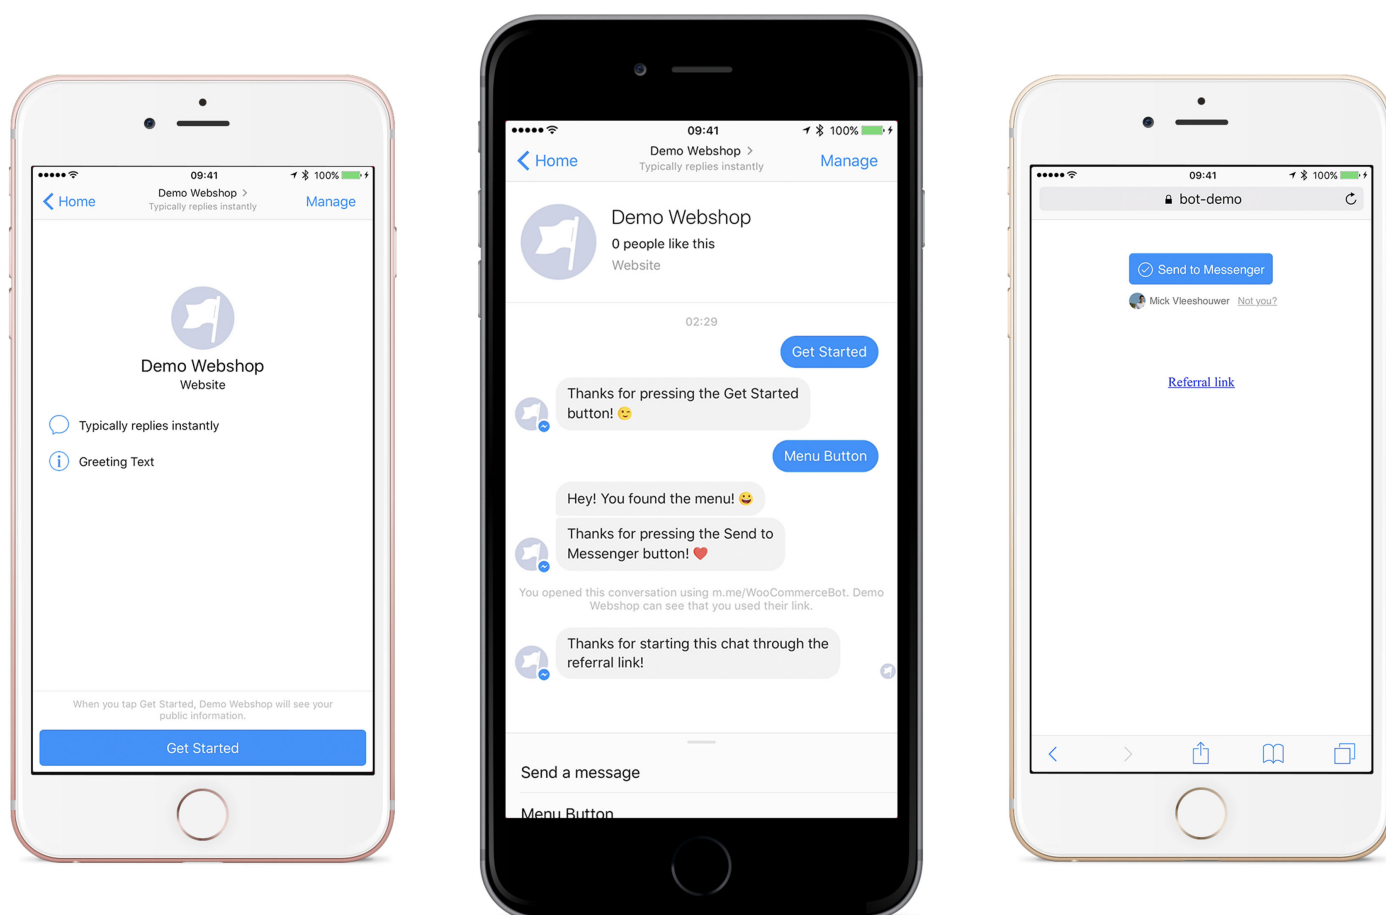 09:41
100%
Home
Demo Webshop >
Typically replies instantly
Manage
Demo Webshop
Website
Typically replies instantly
Greeting Text
When you tap Get Started, Demo Webshop will see your
public information.
Get Started
09:41
100%
Home
Demo Webshop >
Typically replies instantly
Manage
Demo Webshop
0 people like this
Website
02:29
Get Started
Thanks for pressing the Get Started
button! 😉
Menu Button
Hey! You found the menu! 😀
Thanks for pressing the Send to
Messenger button! ❤️
You opened this conversation using m.me/WooCommerceBot. Demo
Webshop can see that you used their link.
Thanks for starting this chat through the
referral link!
Send a message
Menu Button
09:41
100%
bot-demo
Send to Messenger
Mick Vleeshouwer Not you?
Referral link